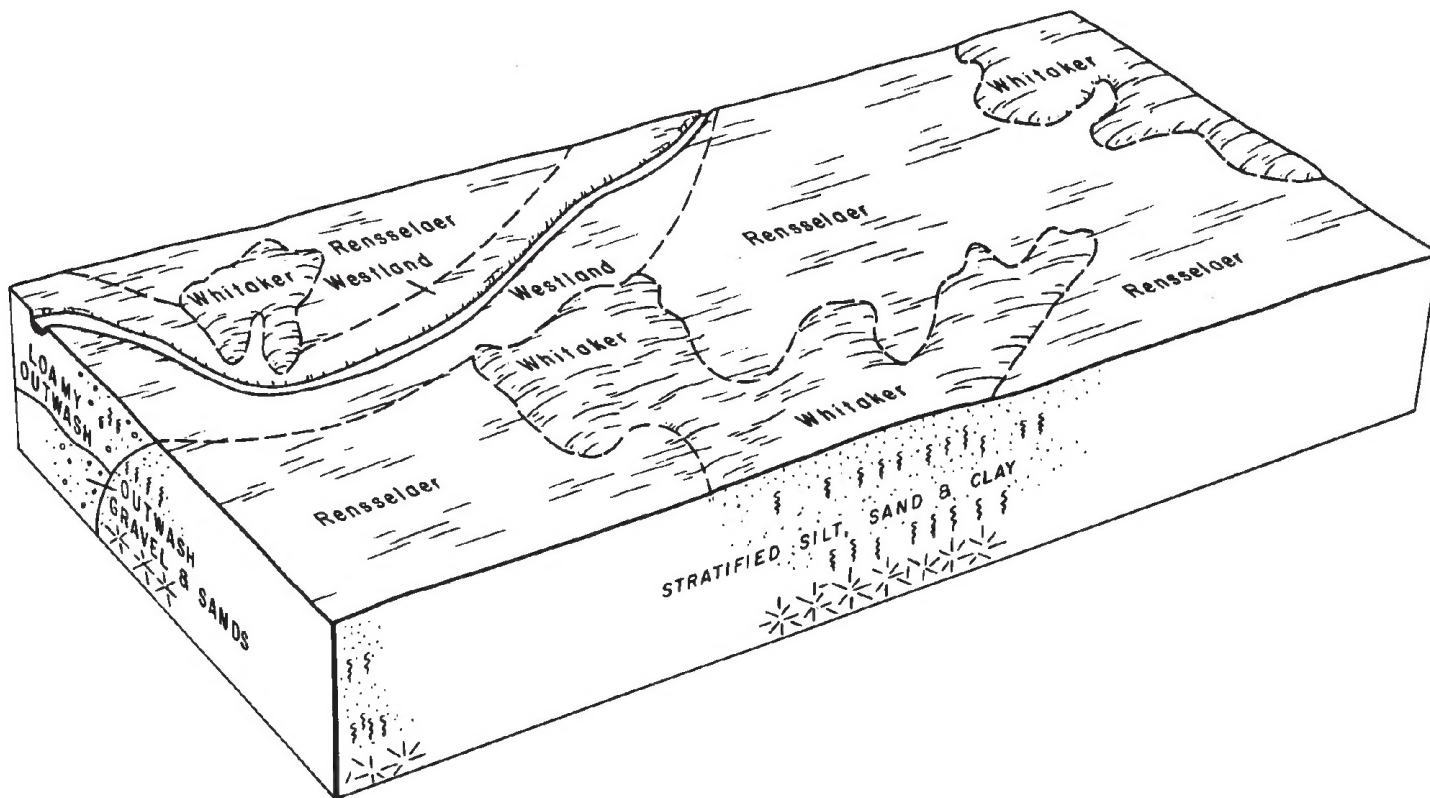 Whitaker
Rensselaer
Whitaker
Westland
Rensselaer
Westland
Rensselaer
Whitaker
Whitaker
Rensselaer
LOAMY
OUTWASH
OUTWASH
GRAVEL & SANDS
STRATIFIED SILT, SAND & CLAY